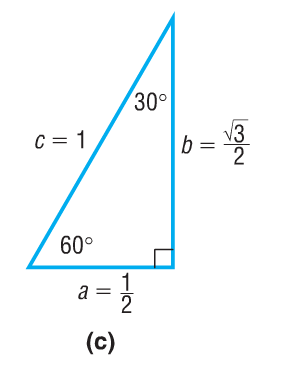 30°
c = 1
b = √3/2
60°
a = 1/2
(c)